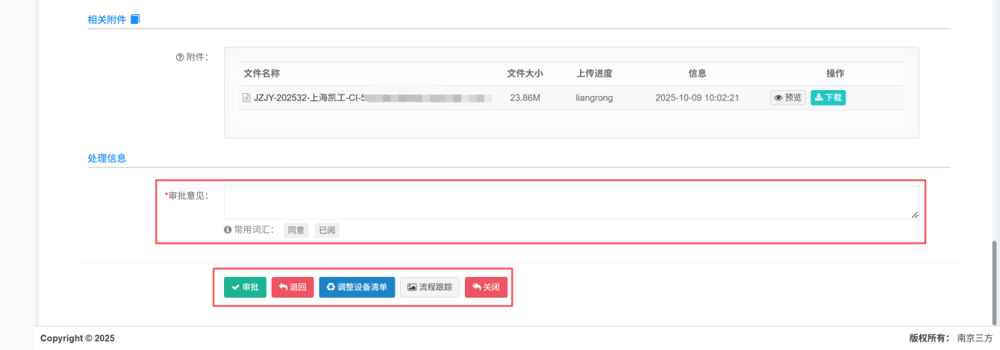 相关附件
附件：
文件名称 文件大小 上传进度 信息 操作
JZJY-202532-上海凯工-CI- 23.86M liangrong 2025-10-09 10:02:21 预览 下载
处理信息
*审批意见：
常用词汇： 同意 已阅
审批 退回 调整设备清单 流程跟踪 关闭
Copyright © 2025 版权所有： 南京三方